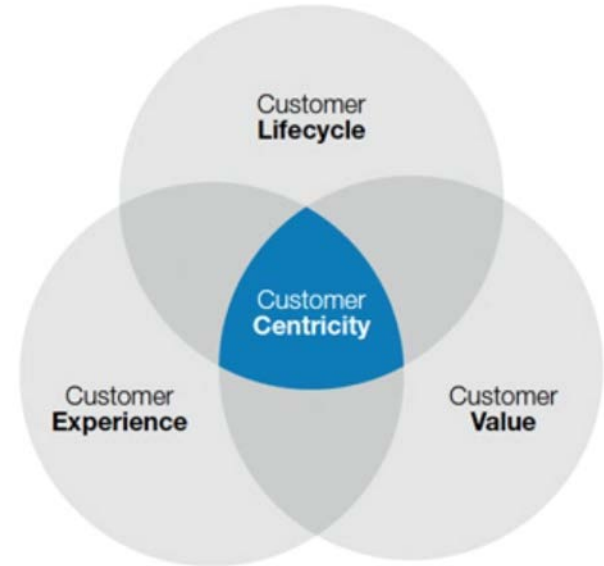 Customer
Lifecycle
Customer
Centricity
Customer
Experience
Customer
Value